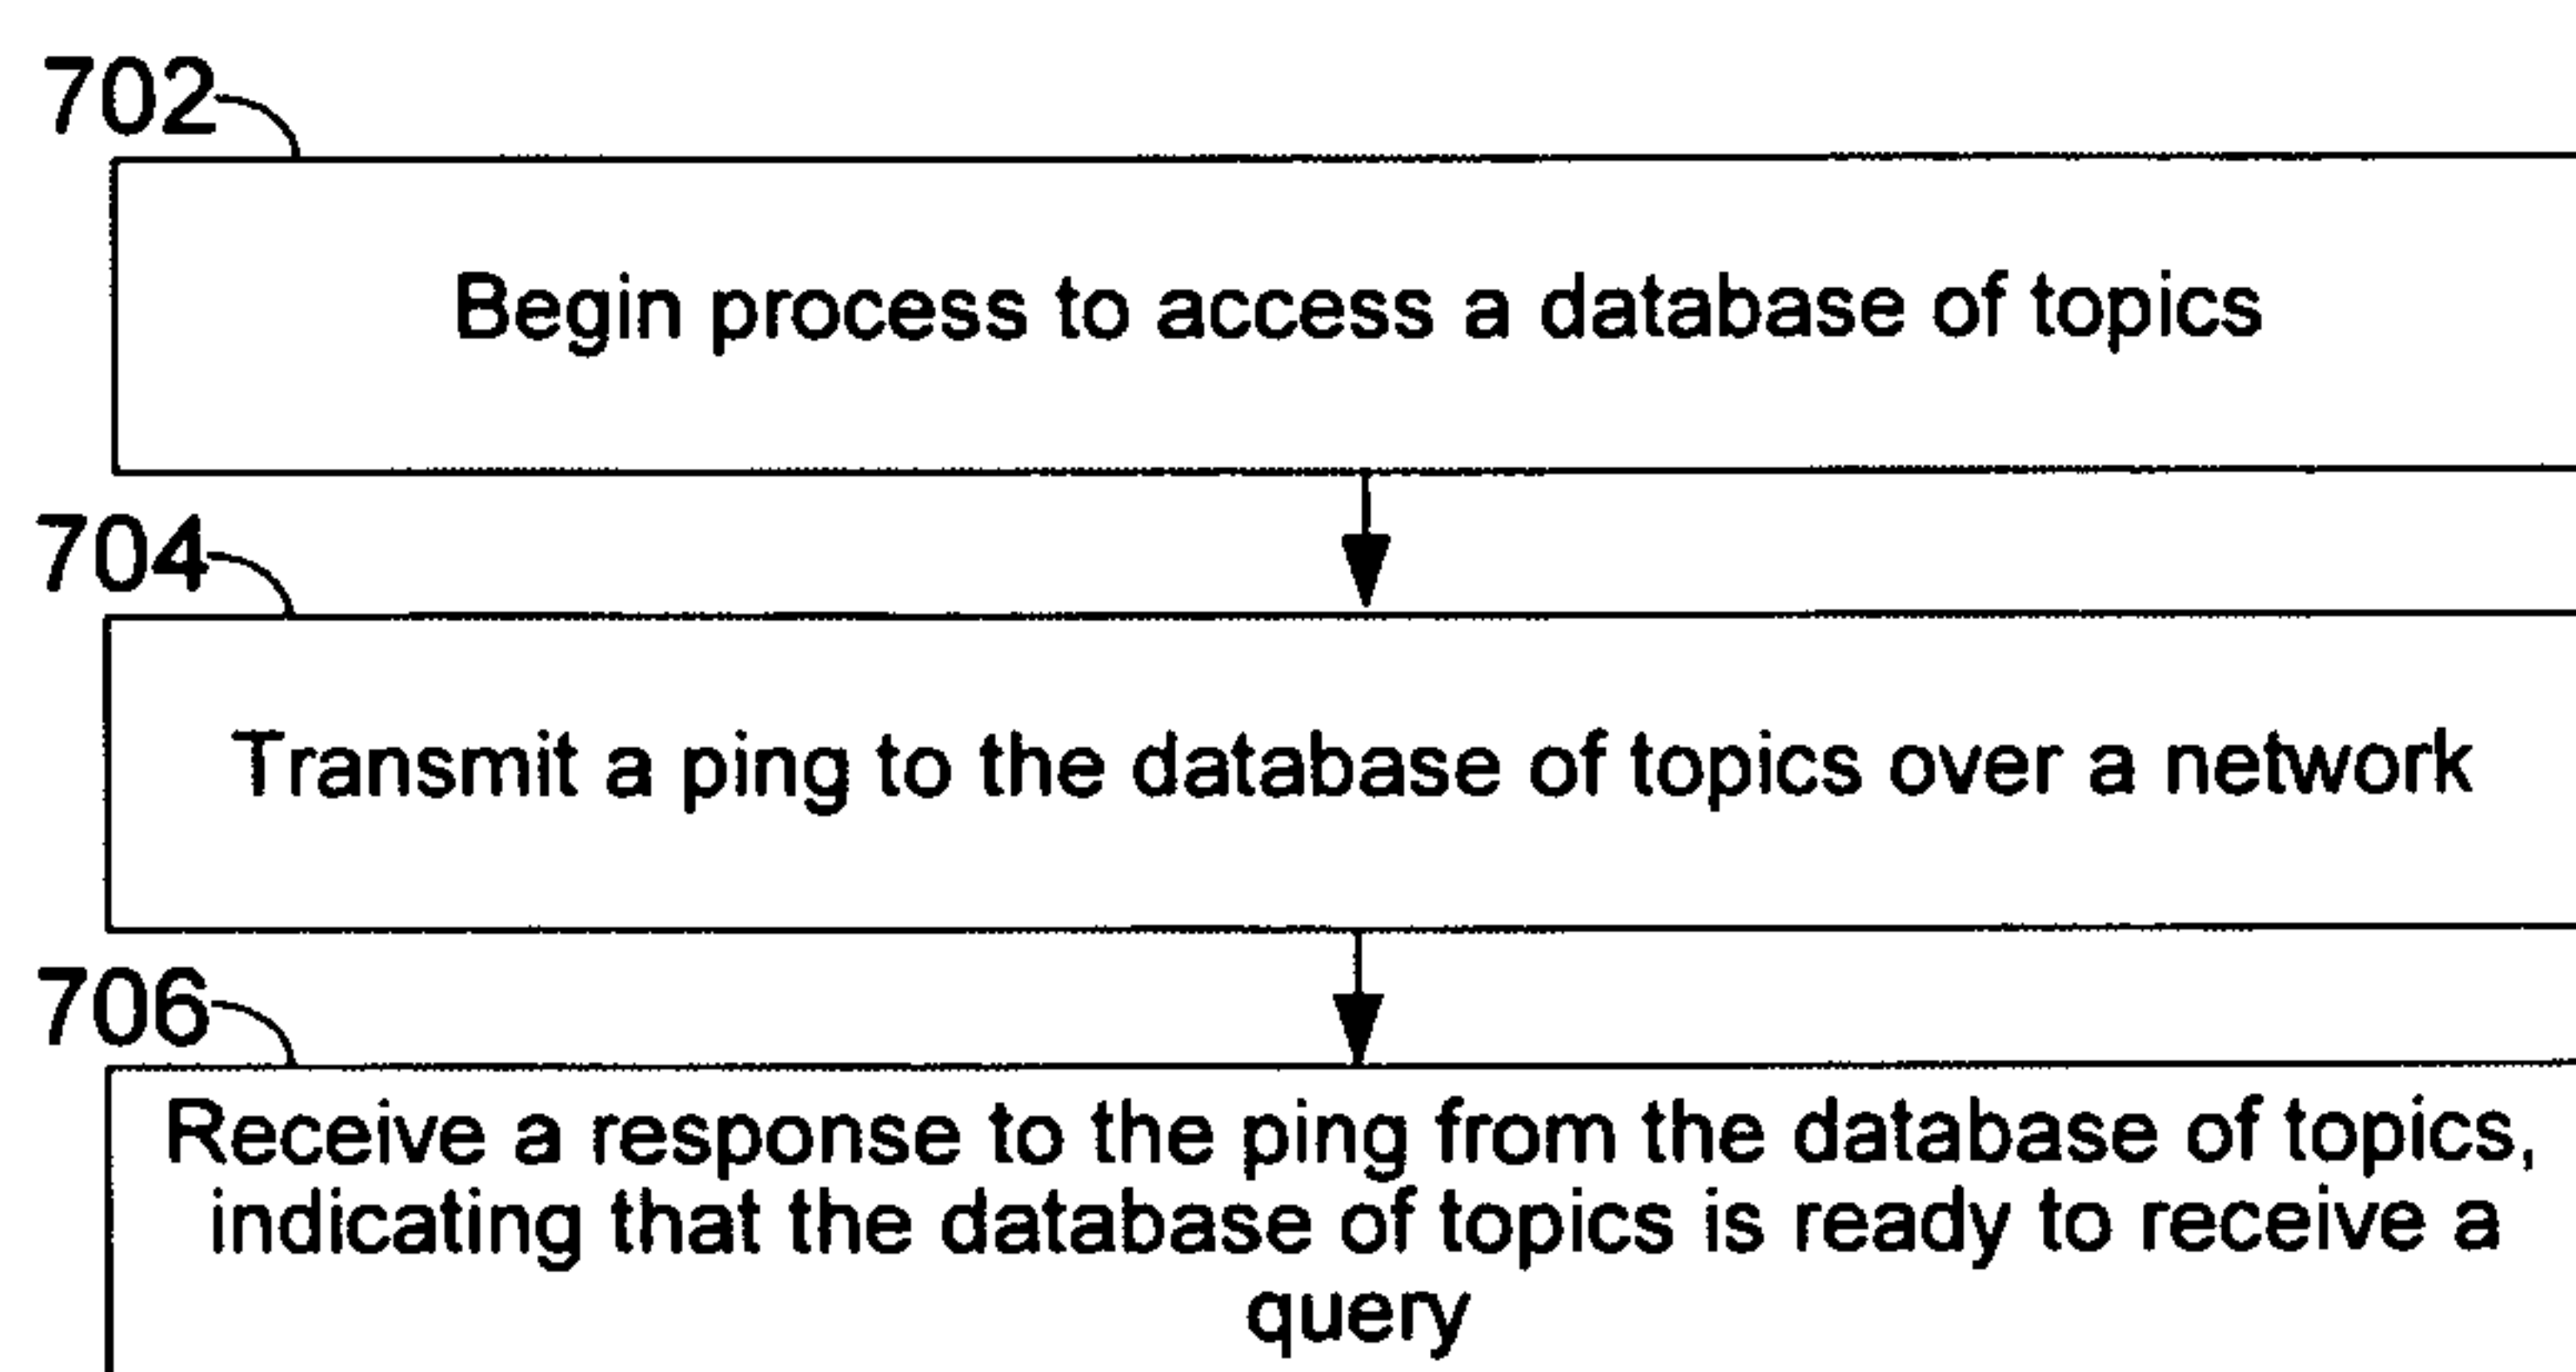 702
Begin process to access a database of topics
704
Transmit a ping to the database of topics over a network
706
Receive a response to the ping from the database of topics,
indicating that the database of topics is ready to receive a
query